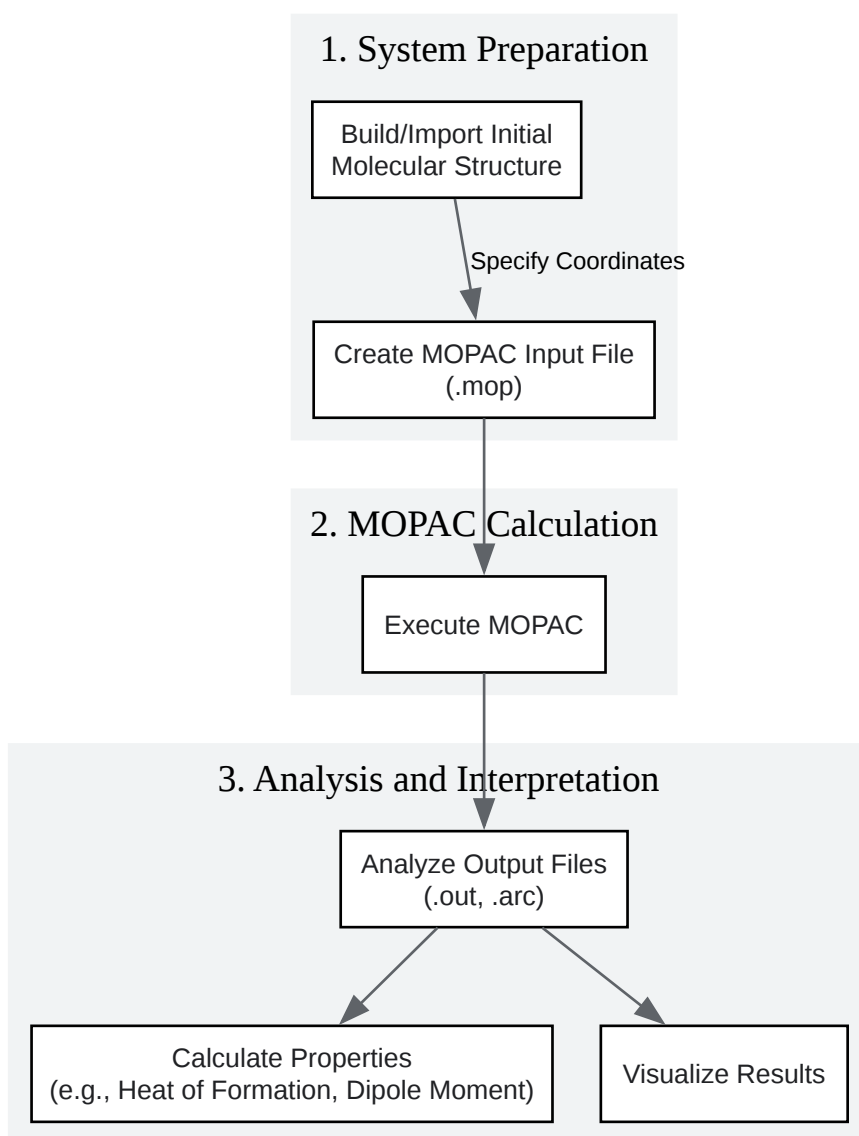 1. System Preparation
Build/Import Initial
Molecular Structure
Specify Coordinates
Create MOPAC Input File
(.mop)
2. MOPAC Calculation
Execute MOPAC
3. Analysis and Interpretation
Analyze Output Files
(.out, .arc)
Calculate Properties
(e.g., Heat of Formation, Dipole Moment)
Visualize Results